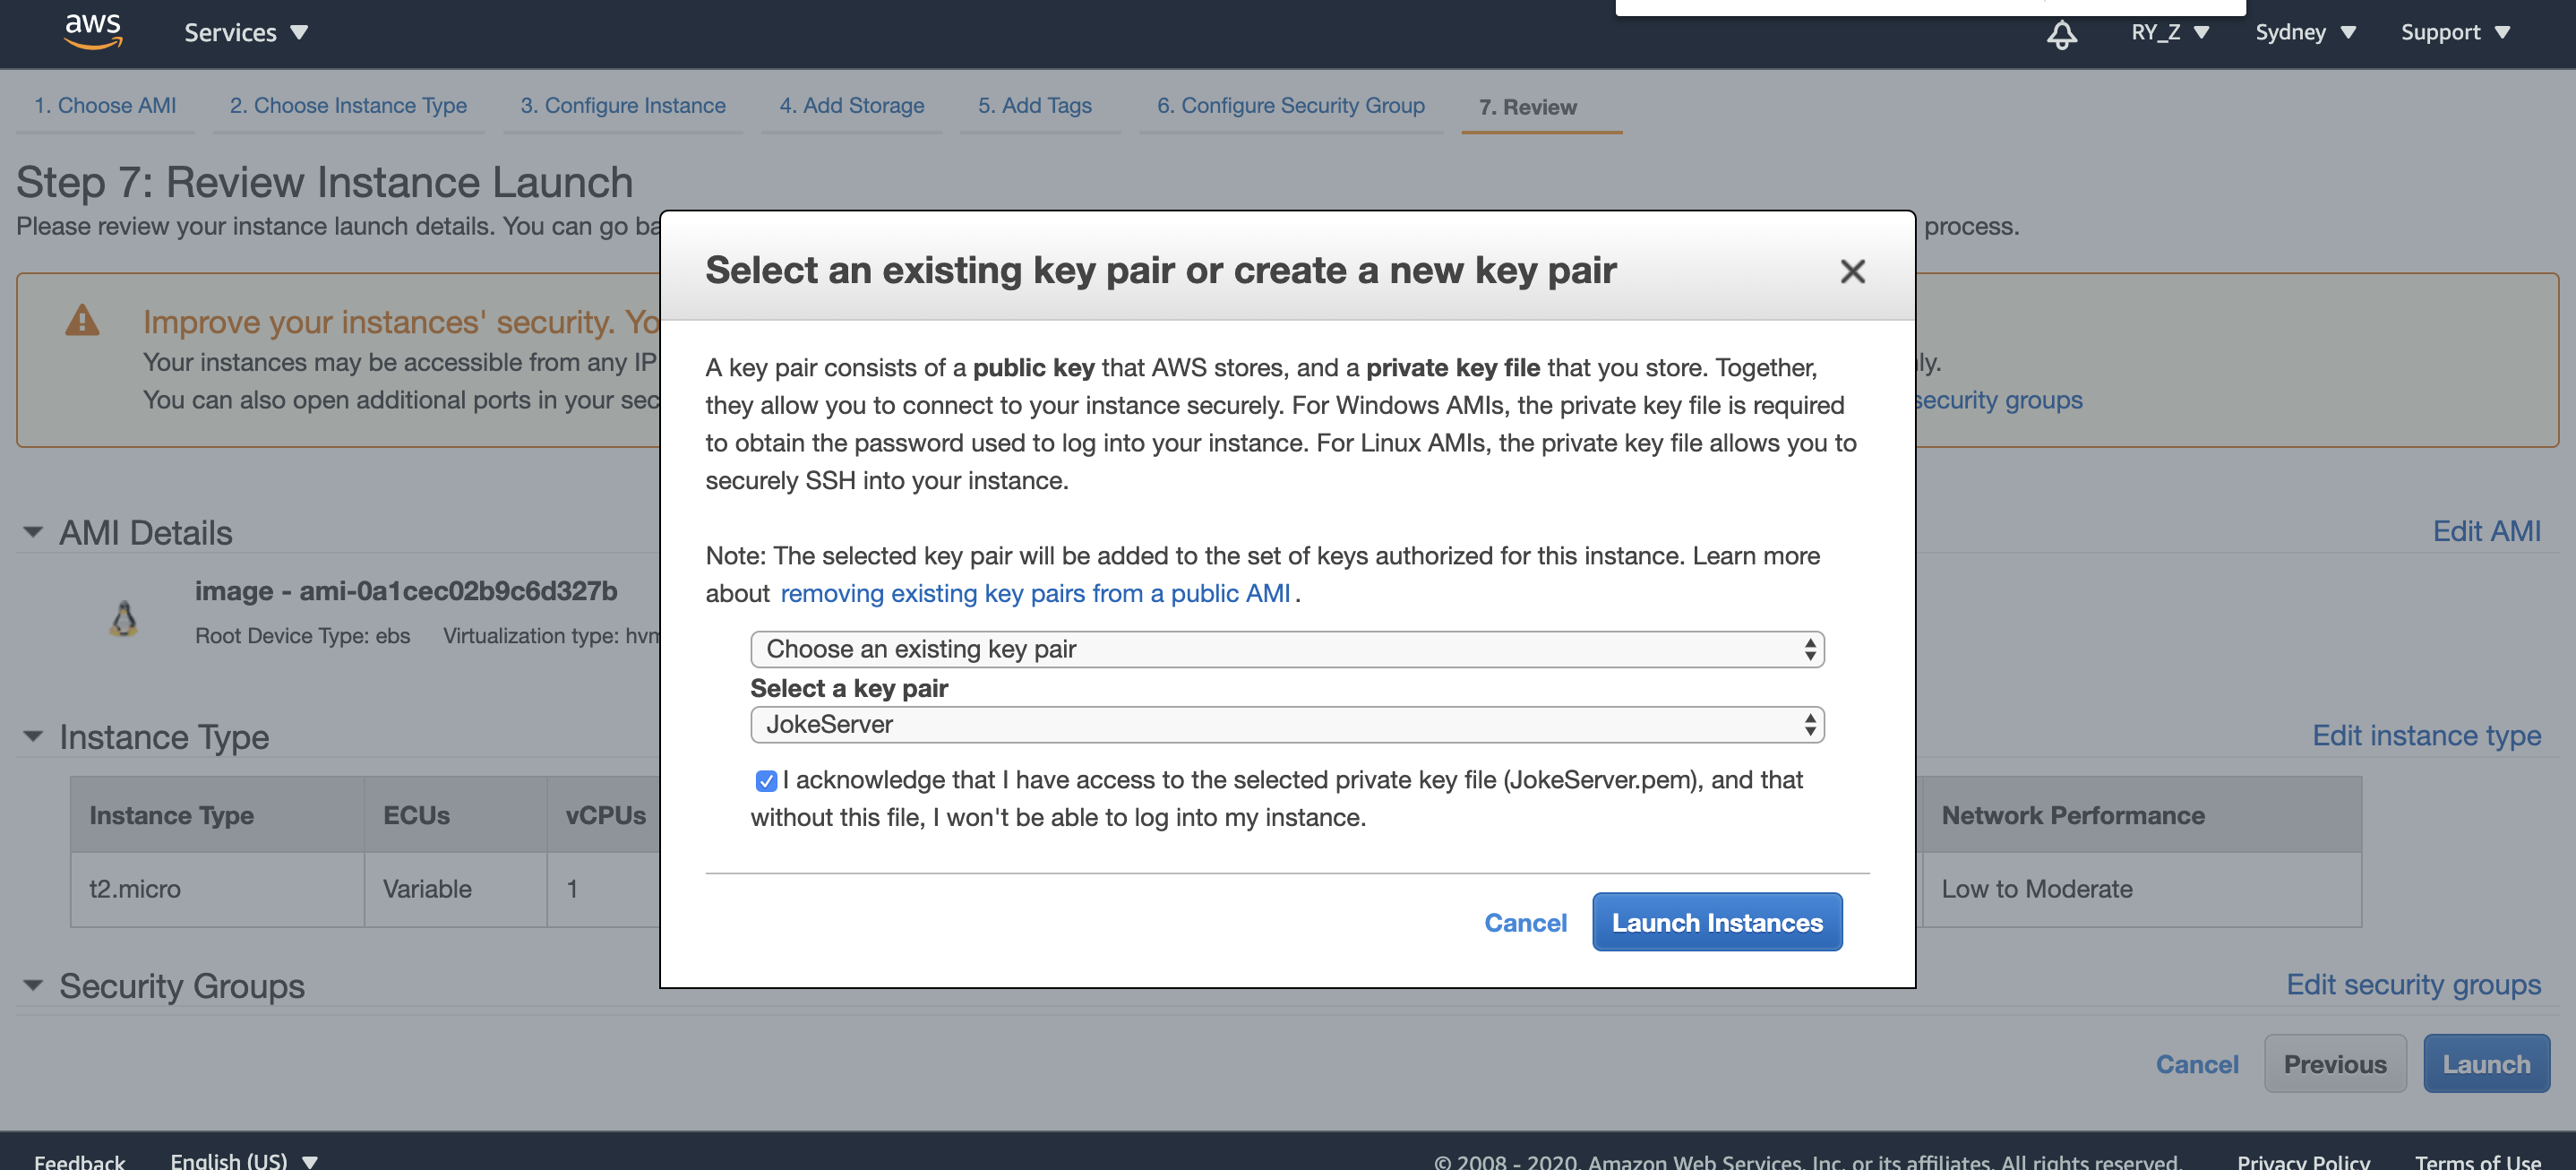 aws
Services
RY_Z
Sydney
Support
1. Choose AMI
2. Choose Instance Type
3. Configure Instance
4. Add Storage
5. Add Tags
6. Configure Security Group
7. Review
Step 7: Review Instance Launch
Please review your instance launch details. You can go
process.
Improve your instances' security.
Your instances may be accessible from any IP
You can also open additional ports in your
security groups
Select an existing key pair or create a new key pair
A key pair consists of a public key that AWS stores, and a private key file that you store. Together,
they allow you to connect to your instance securely. For Windows AMIs, the private key file is required
to obtain the password used to log into your instance. For Linux AMIs, the private key file allows you to
securely SSH into your instance.
Note: The selected key pair will be added to the set of keys authorized for this instance. Learn more
about removing existing key pairs from a public AMI .
Choose an existing key pair
Select a key pair
JokeServer
I acknowledge that I have access to the selected private key file (JokeServer.pem), and that
without this file, I won't be able to log into my instance.
Cancel
Launch Instances
AMI Details
Edit AMI
image - ami-0a1cec02b9c6d327b
Root Device Type: ebs Virtualization type:
Instance Type
Edit instance type
Instance Type
ECUs
vCPUs
Network Performance
t2.micro
Variable
1
Low to Moderate
Security Groups
Edit security groups
Cancel
Previous
Launch
Feedback
English (US)
© 2008 - 2020, Amazon Web Services, Inc. or its affiliates. All rights reserved.
Privacy Policy
Terms of Use